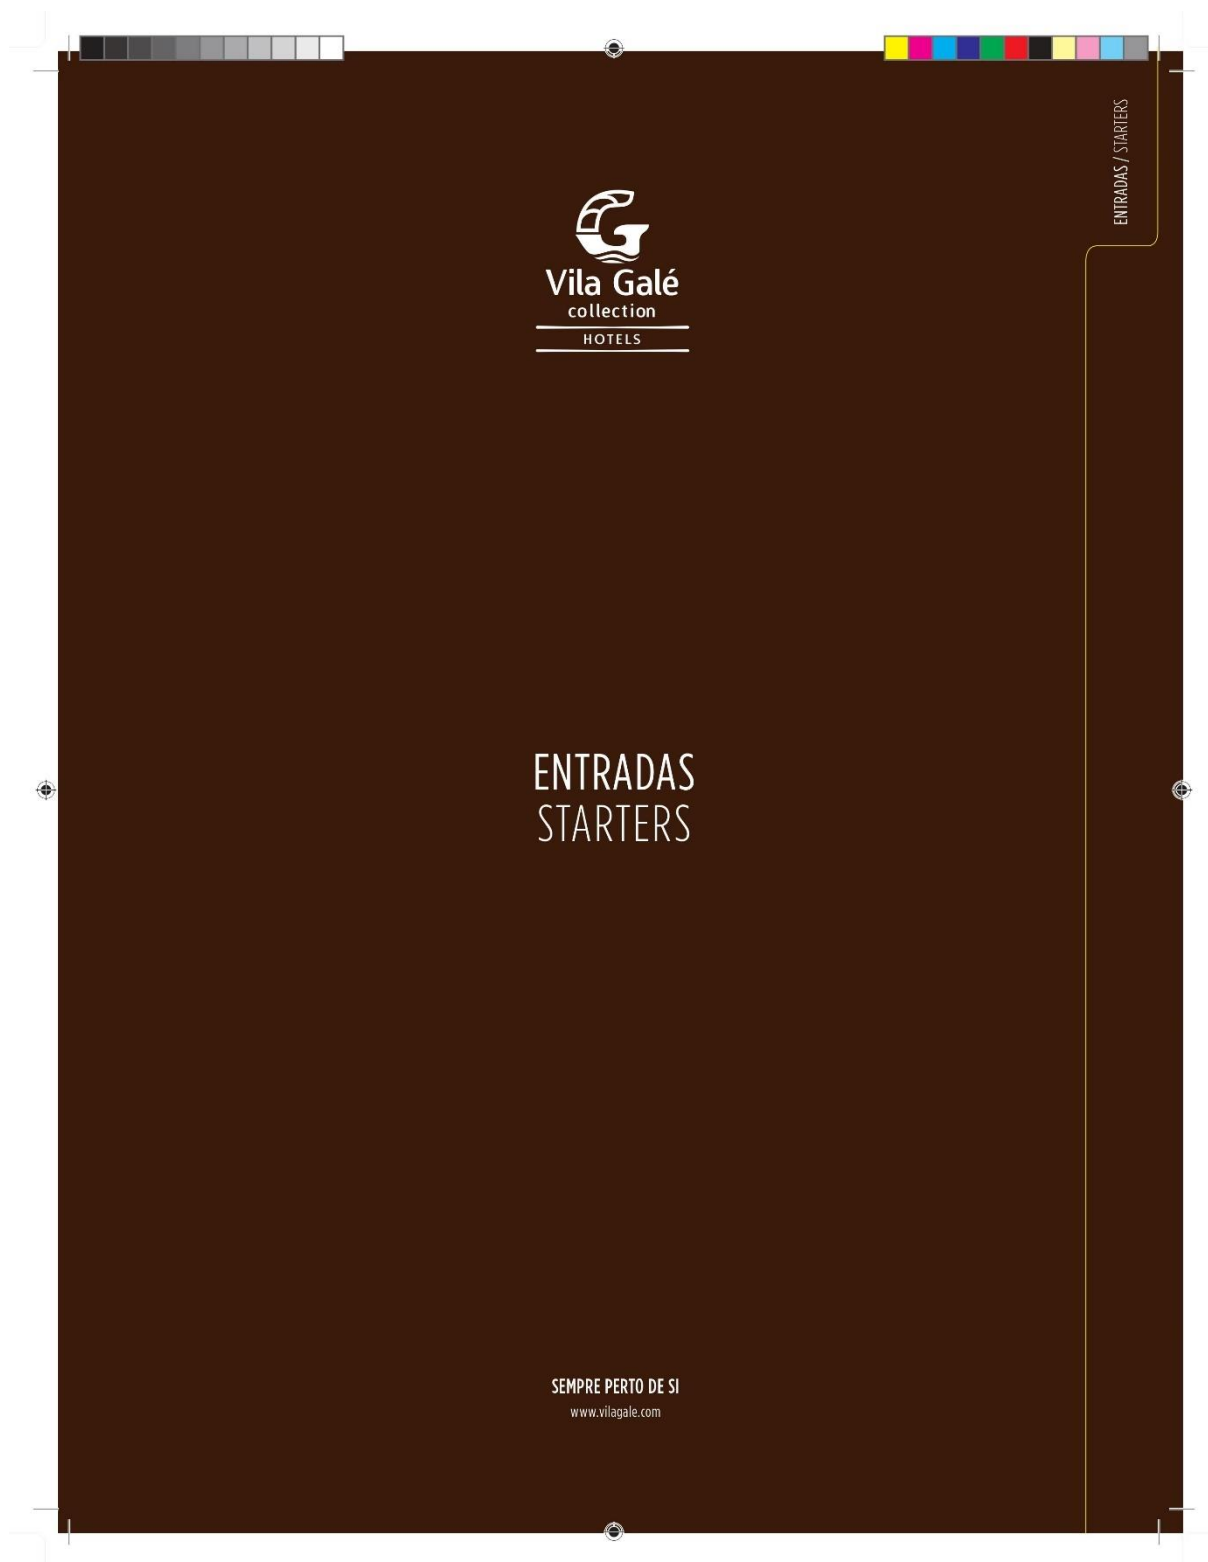 ENTRADAS / STARTERS
Vila Galé
collection
HOTELS
ENTRADAS
STARTERS
SEMPRE PERTO DE SI
www.vilagale.com